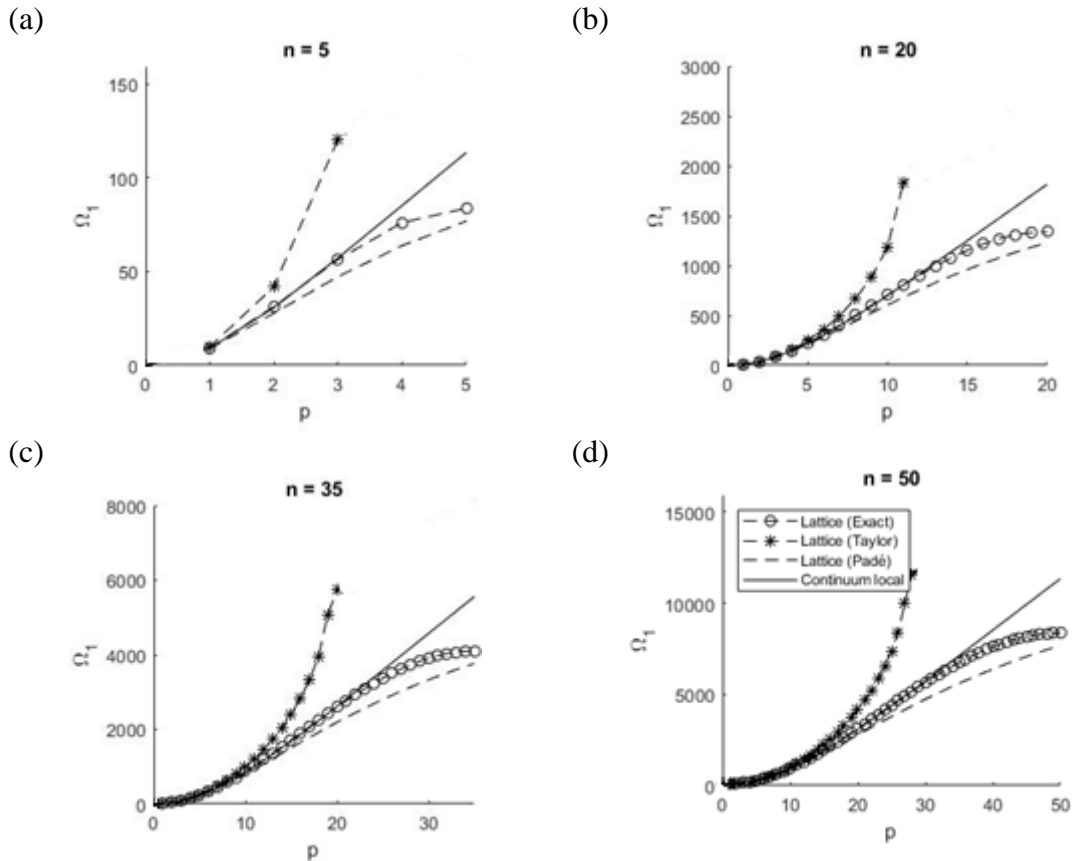 (a)
n = 5
150
100
50
0
Ω₁
0 1 2 3 4 5
p
(b)
n = 20
3000
2500
2000
1500
1000
500
0
Ω₁
0 5 10 15 20
p
(c)
n = 35
8000
6000
4000
2000
0
Ω₁
0 10 20 30
p
(d)
n = 50
15000
10000
5000
0
Ω₁
Lattice (Exact)
Lattice (Taylor)
Lattice (Padé)
Continuum local
0 10 20 30 40 50
p